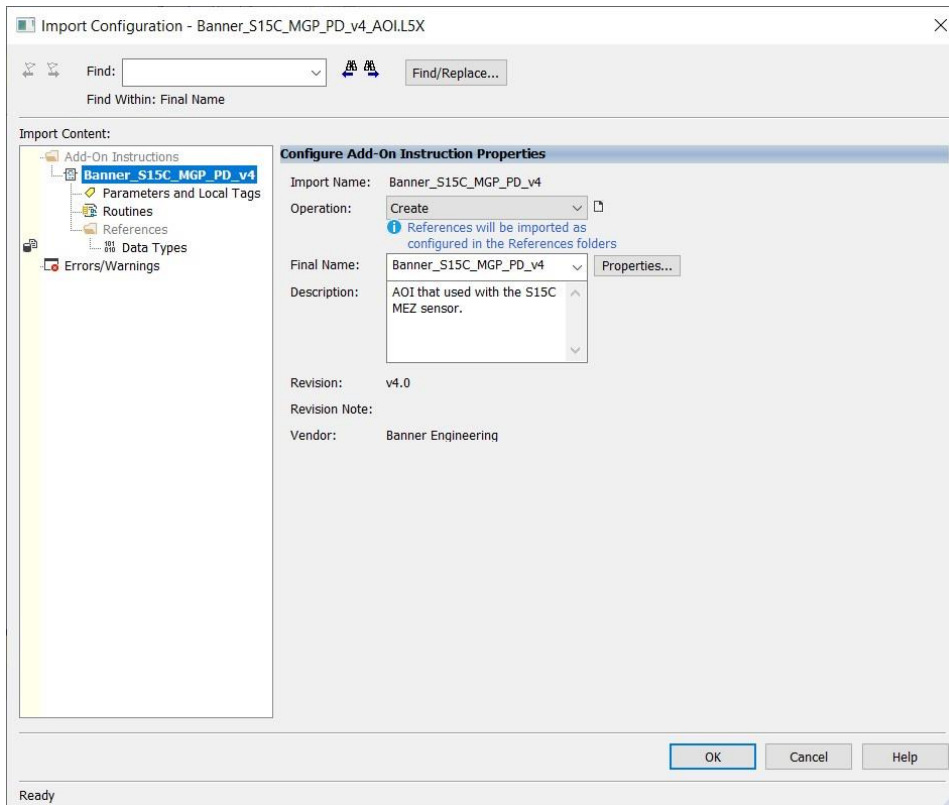 Import Configuration - Banner_S15C_MGP_PD_v4_AOI.L5X
Find:
Find/Replace...
Find Within: Final Name
Import Content:
Add-On Instructions
Banner_S15C_MGP_PD_v4
Parameters and Local Tags
Routines
References
Data Types
Errors/Warnings
Configure Add-On Instruction Properties
Import Name: Banner_S15C_MGP_PD_v4
Operation: Create
References will be imported as
configured in the References folders
Final Name: Banner_S15C_MGP_PD_v4 Properties...
Description: AOI that used with the S15C
MEZ sensor.
Revision: v4.0
Revision Note:
Vendor: Banner Engineering
OK Cancel Help
Ready